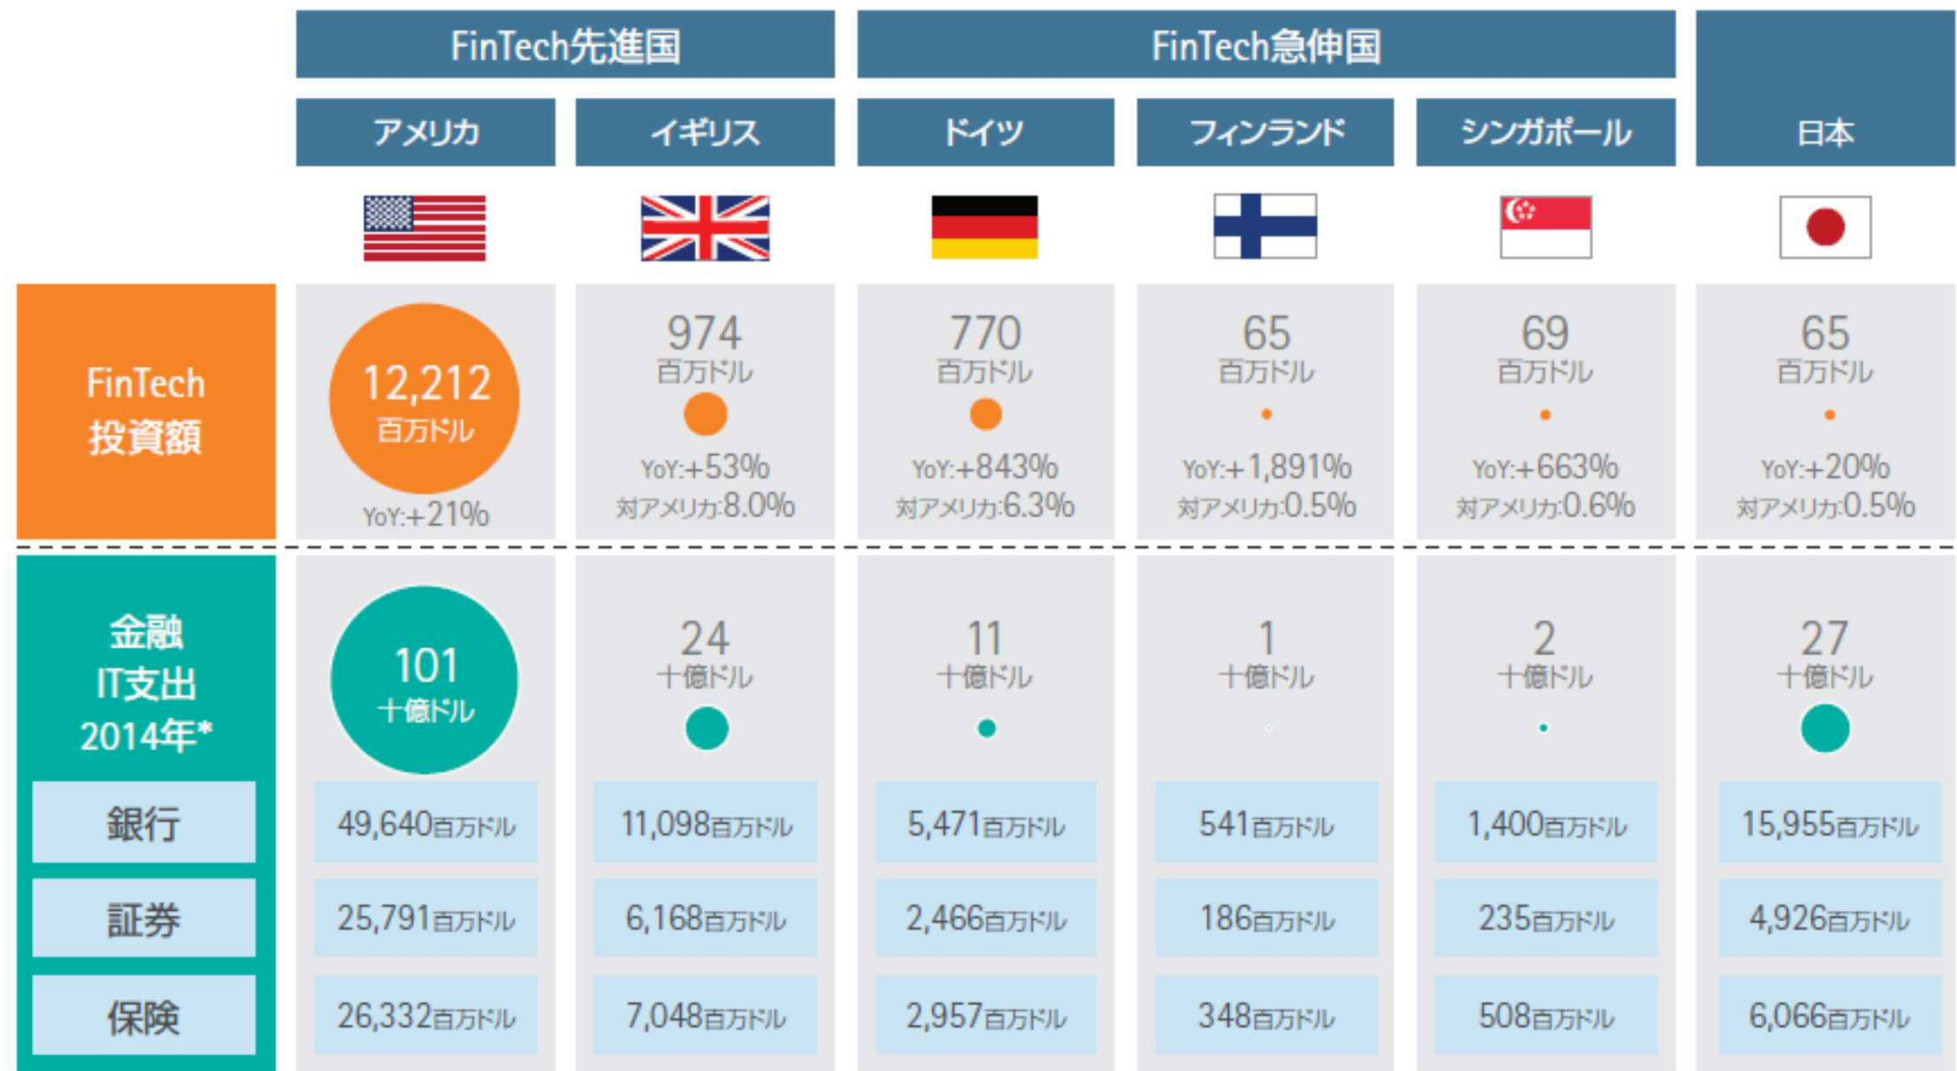 FinTech先進国
FinTech急伸国
アメリカ
イギリス
ドイツ
フィンランド
シンガポール
日本
FinTech
投資額
12,212
百万ドル
YoY:+21%
974
百万ドル
YoY:+53%
対アメリカ:8.0%
770
百万ドル
YoY:+843%
対アメリカ:6.3%
65
百万ドル
YoY:+1,891%
対アメリカ:0.5%
69
百万ドル
YoY:+663%
対アメリカ:0.6%
65
百万ドル
YoY:+20%
対アメリカ:0.5%
金融
IT支出
2014年*
101
十億ドル
24
十億ドル
11
十億ドル
1
十億ドル
2
十億ドル
27
十億ドル
銀行
49,640百万ドル
11,098百万ドル
5,471百万ドル
541百万ドル
1,400百万ドル
15,955百万ドル
証券
25,791百万ドル
6,168百万ドル
2,466百万ドル
186百万ドル
235百万ドル
4,926百万ドル
保険
26,332百万ドル
7,048百万ドル
2,957百万ドル
348百万ドル
508百万ドル
6,066百万ドル